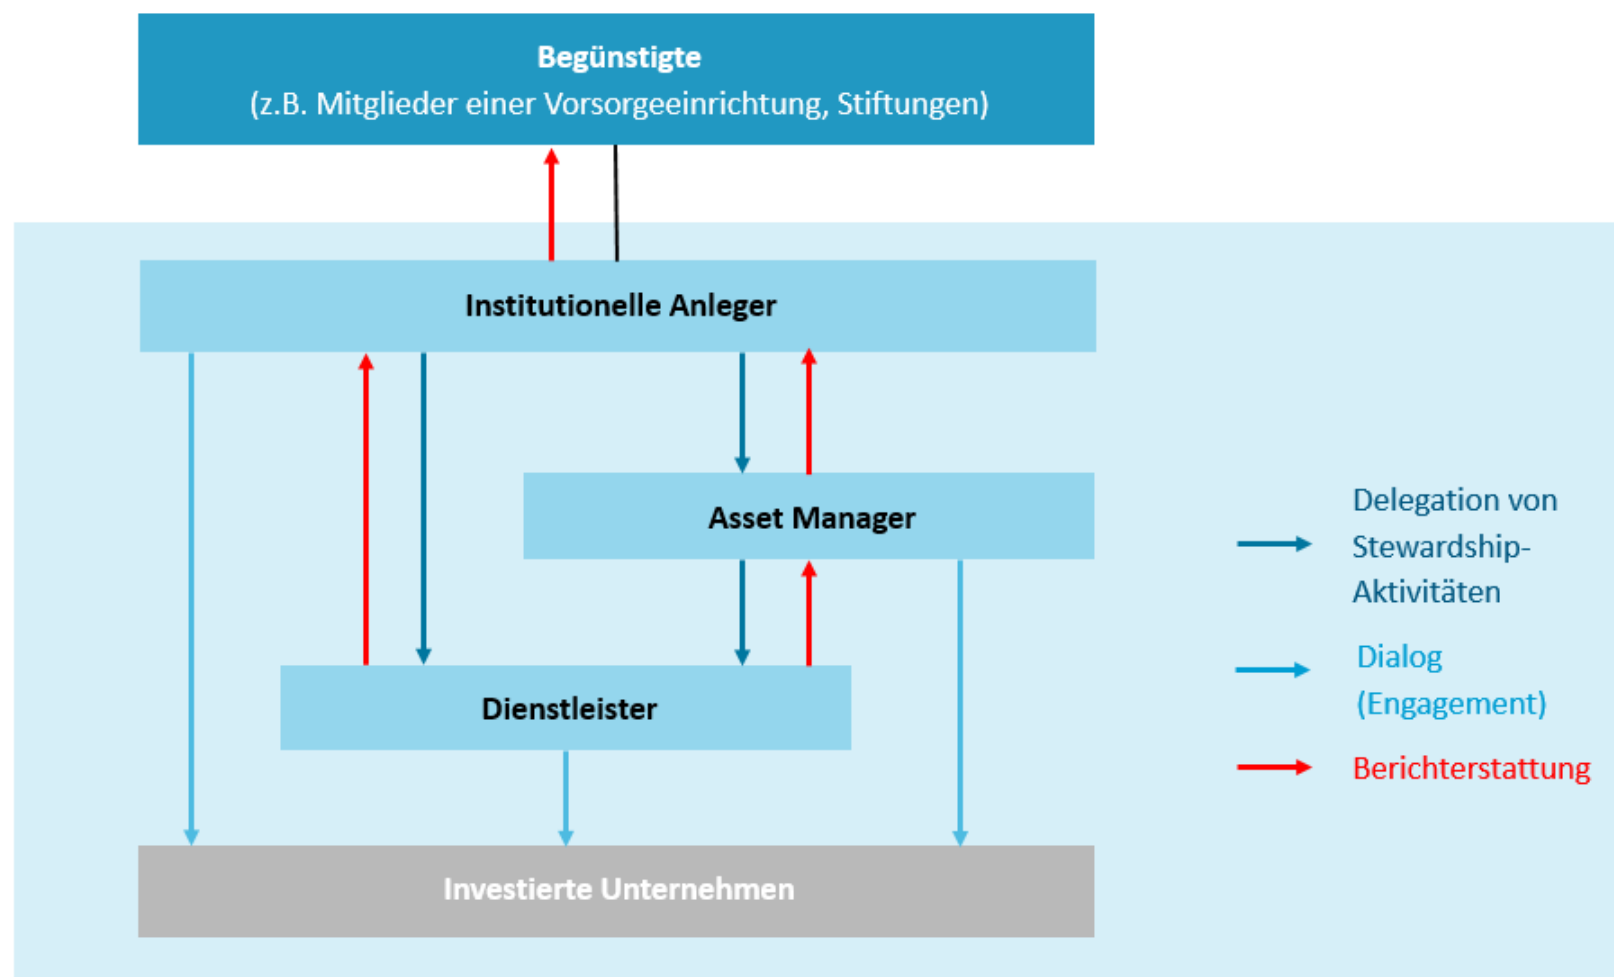 Begünstigte
(z.B. Mitglieder einer Vorsorgeeinrichtung, Stiftungen)
Institutionelle Anleger
Asset Manager
Dienstleister
Investierte Unternehmen
Delegation von
Stewardship-
Aktivitäten
Dialog
(Engagement)
Berichterstattung